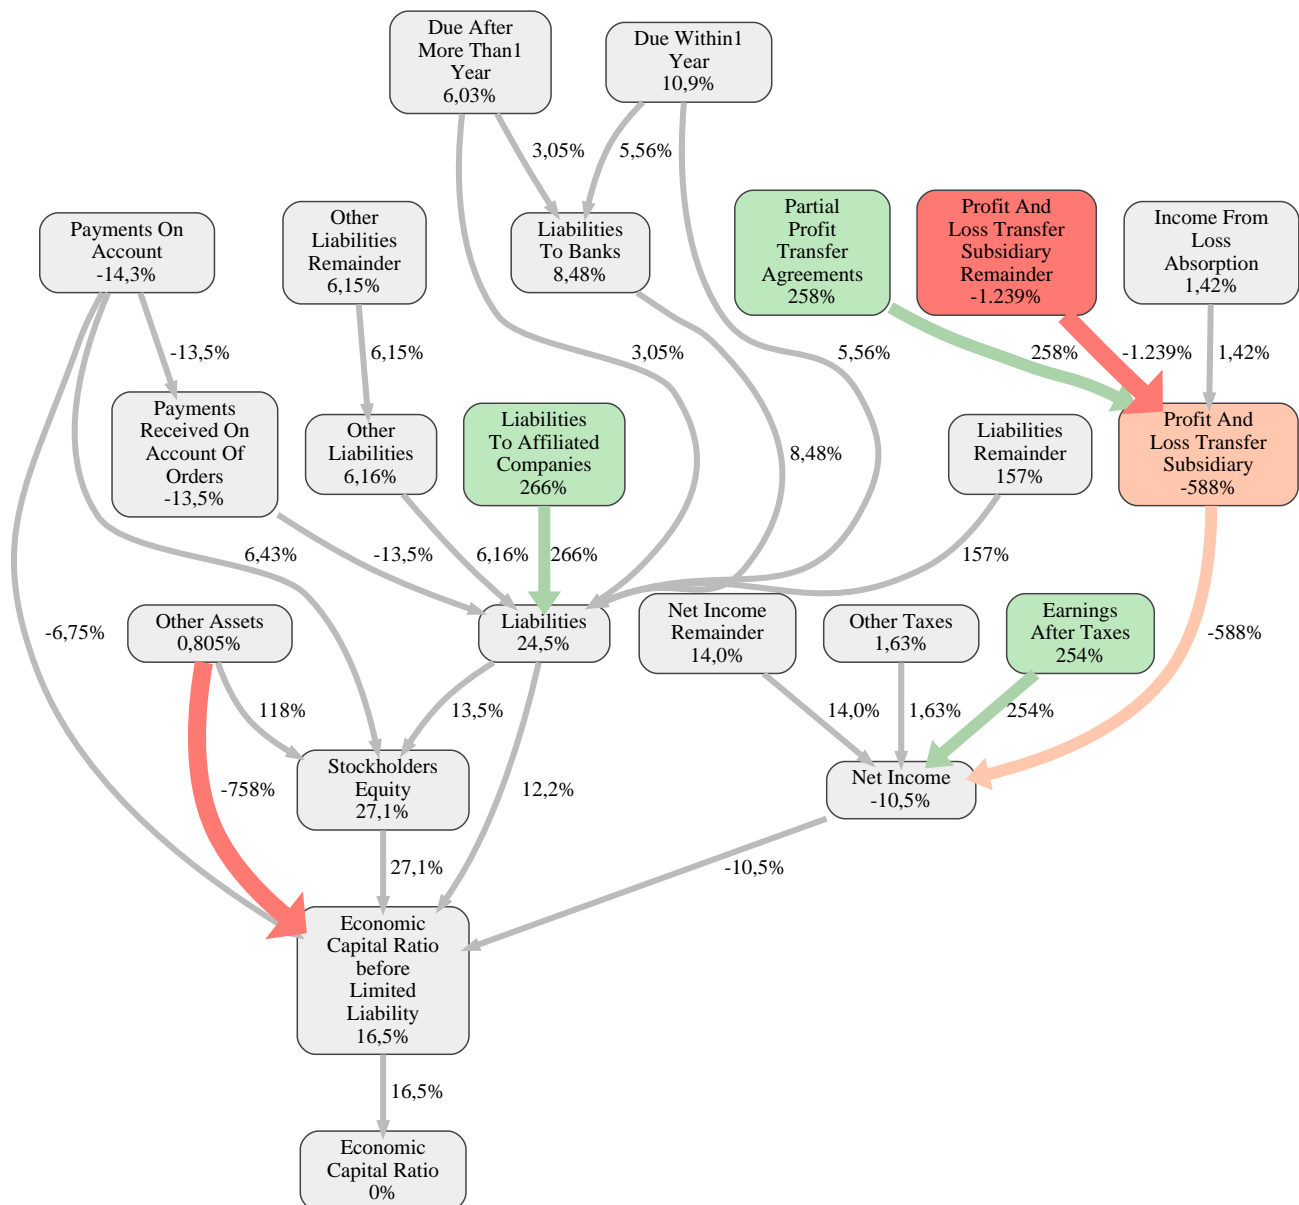 Due After
More Than1
Year
6,03%
Due Within1
Year
10,9%
3,05%
5,56%
Payments On
Account
-14,3%
Other
Liabilities
Remainder
6,15%
Liabilities
To Banks
8,48%
Partial
Profit
Transfer
Agreements
258%
Profit And
Loss Transfer
Subsidiary
Remainder
-1.239%
Income From
Loss
Absorption
1,42%
-13,5%
6,15%
3,05%
5,56%
258%
-1.239%
1,42%
Payments
Received On
Account Of
Orders
-13,5%
Other
Liabilities
6,16%
Liabilities
To Affiliated
Companies
266%
8,48%
Liabilities
Remainder
157%
Profit And
Loss Transfer
Subsidiary
-588%
6,43%
-13,5%
6,16%
266%
157%
-6,75%
Other Assets
0,805%
Liabilities
24,5%
Net Income
Remainder
14,0%
Other Taxes
1,63%
Earnings
After Taxes
254%
-588%
118%
13,5%
14,0%
1,63%
254%
-758%
Stockholders
Equity
27,1%
12,2%
Net Income
-10,5%
27,1%
-10,5%
Economic
Capital Ratio
before
Limited
Liability
16,5%
16,5%
Economic
Capital Ratio
0%